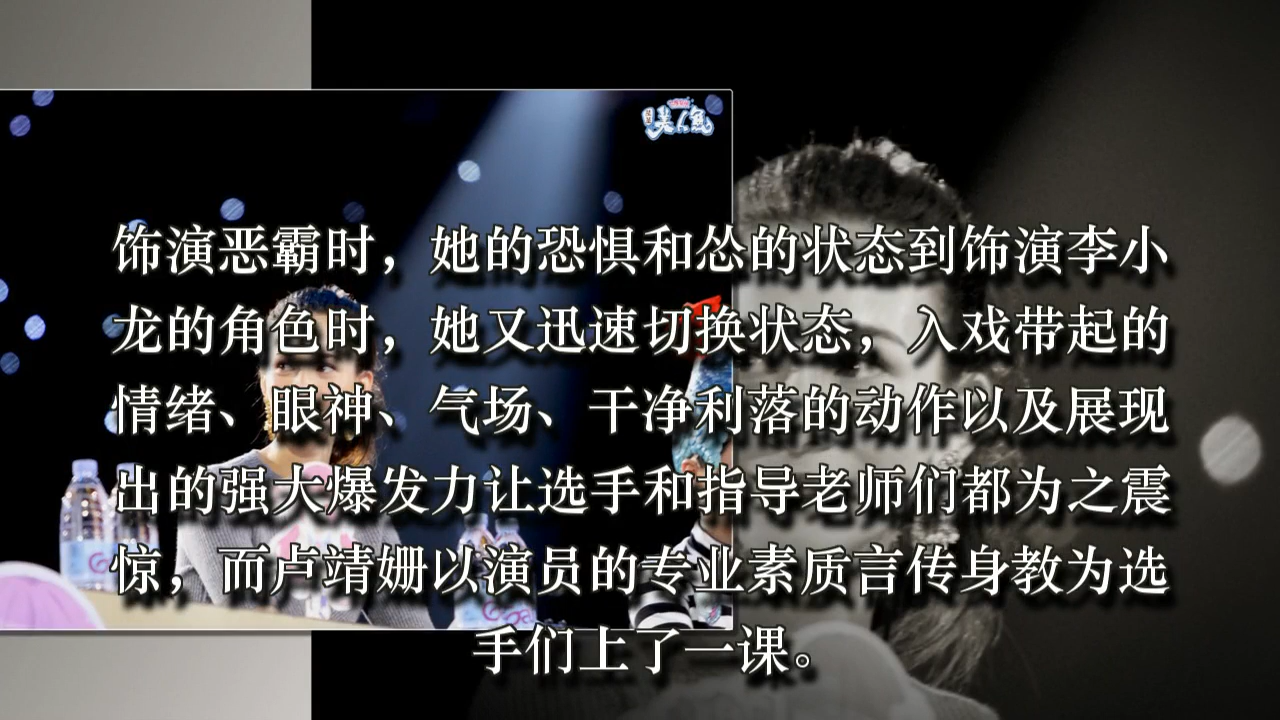 美人鱼
饰演恶霸时，她的恐惧和怂的状态到饰演李小
龙的角色时，她又迅速切换状态，入戏带起的
情绪、眼神、气场、干净利落的动作以及展现
出的强大爆发力让选手和指导老师们都为之震
惊，而卢靖姗以演员的专业素质言传身教为选
手们上了一课。